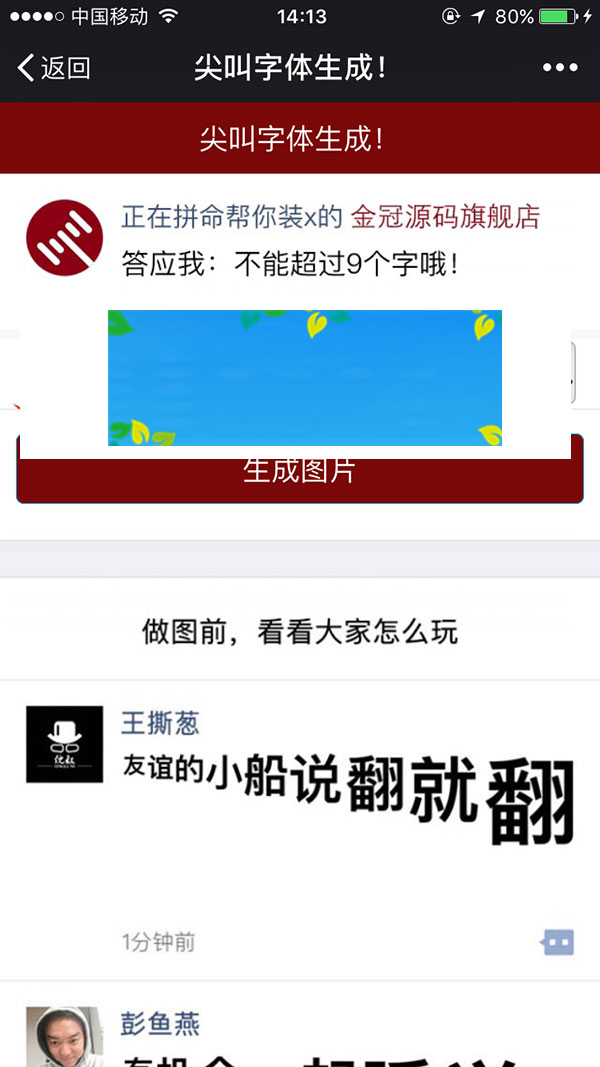 中国移动 14:13 80%
返回 尖叫字体生成!
尖叫字体生成!
正在拼命帮你装x的 金冠源码旗舰店
答应我：不能超过9个字哦!
生成图片
做图前，看看大家怎么玩
王撕葱
友谊的小船说翻就翻
1分钟前
彭鱼燕